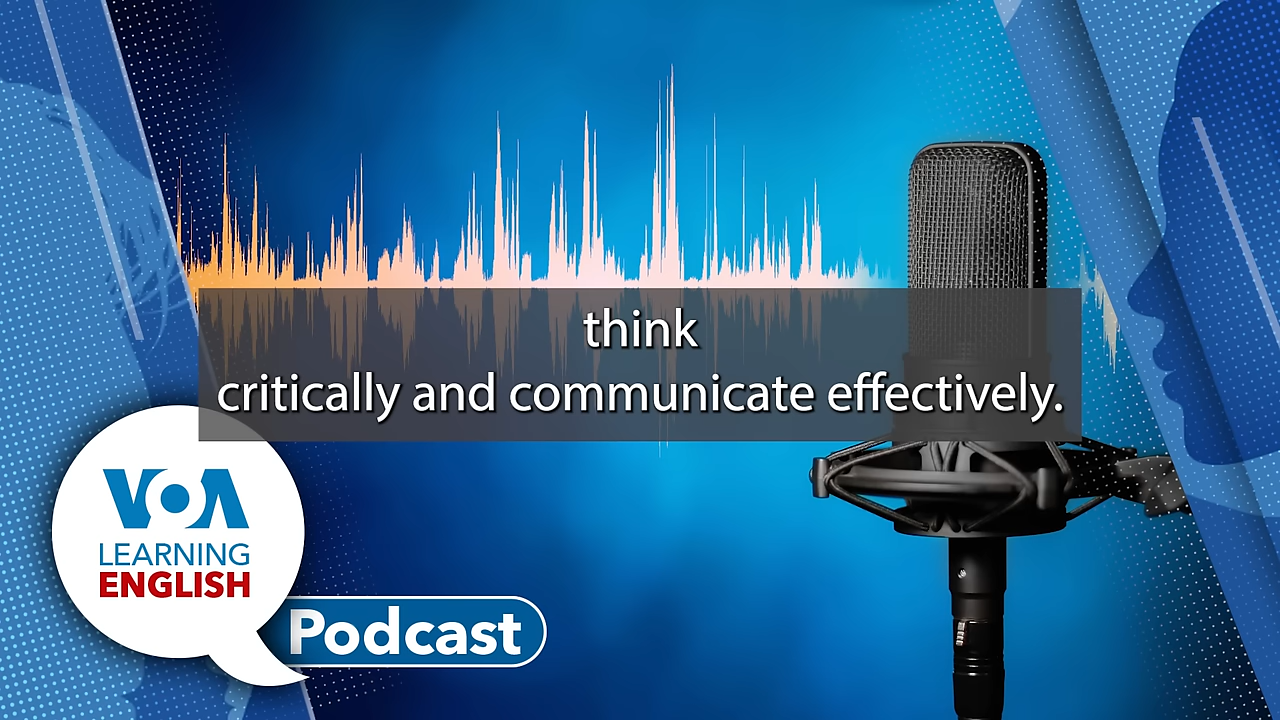 think
critically and communicate effectively.
VOA
LEARNING
ENGLISH
Podcast